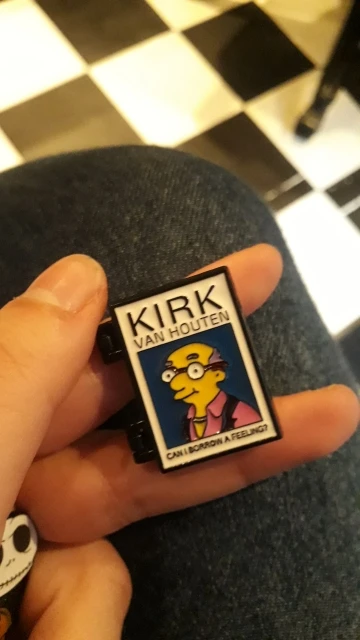 KIRK
VAN HOUTEN
CAN I BORROW A FEELING?